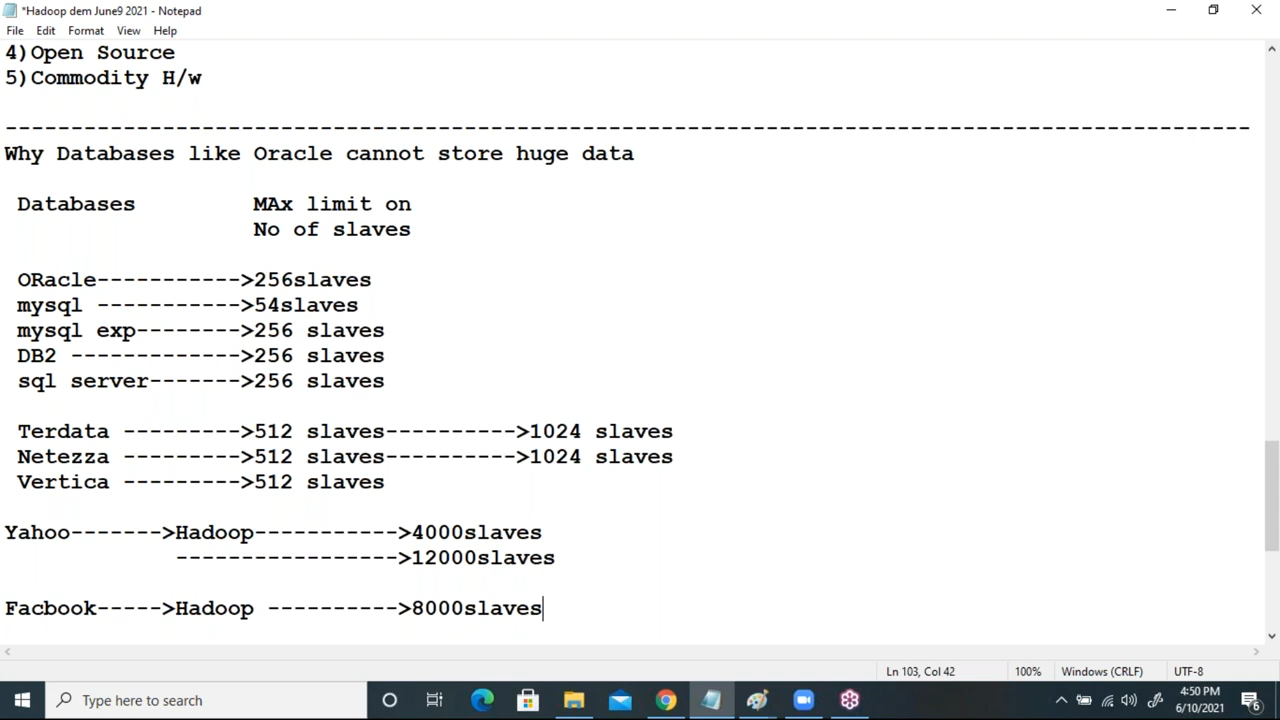 *Hadoop dem June9 2021 - Notepad
File Edit Format View Help
4)Open Source
5)Commodity H/w
-----------------------------------------------------------------------------------------------
Why Databases like Oracle cannot store huge data
Databases MAx limit on
No of slaves
ORacle----------->256slaves
mysql ----------->54slaves
mysql exp-------->256 slaves
DB2 ------------->256 slaves
sql server------->256 slaves
Terdata --------->512 slaves---------->1024 slaves
Netezza --------->512 slaves---------->1024 slaves
Vertica --------->512 slaves
Yahoo------->Hadoop----------->4000slaves
----------------->12000slaves
Facbook----->Hadoop ---------->8000slaves
Ln 103, Col 42 100% Windows (CRLF) UTF-8
Type here to search
4:50 PM
6/10/2021
6